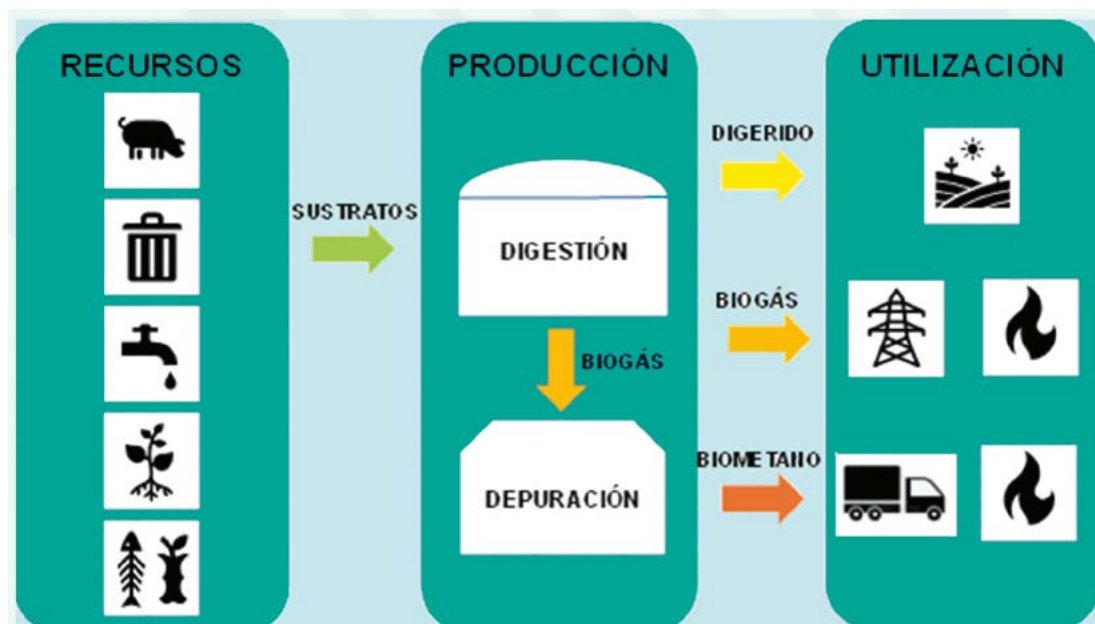 RECURSOS
SUSTRATOS
PRODUCCIÓN
DIGESTIÓN
BIOGÁS
DEPURACIÓN
DIGERIDO
BIOGÁS
BIOMETANO
UTILIZACIÓN